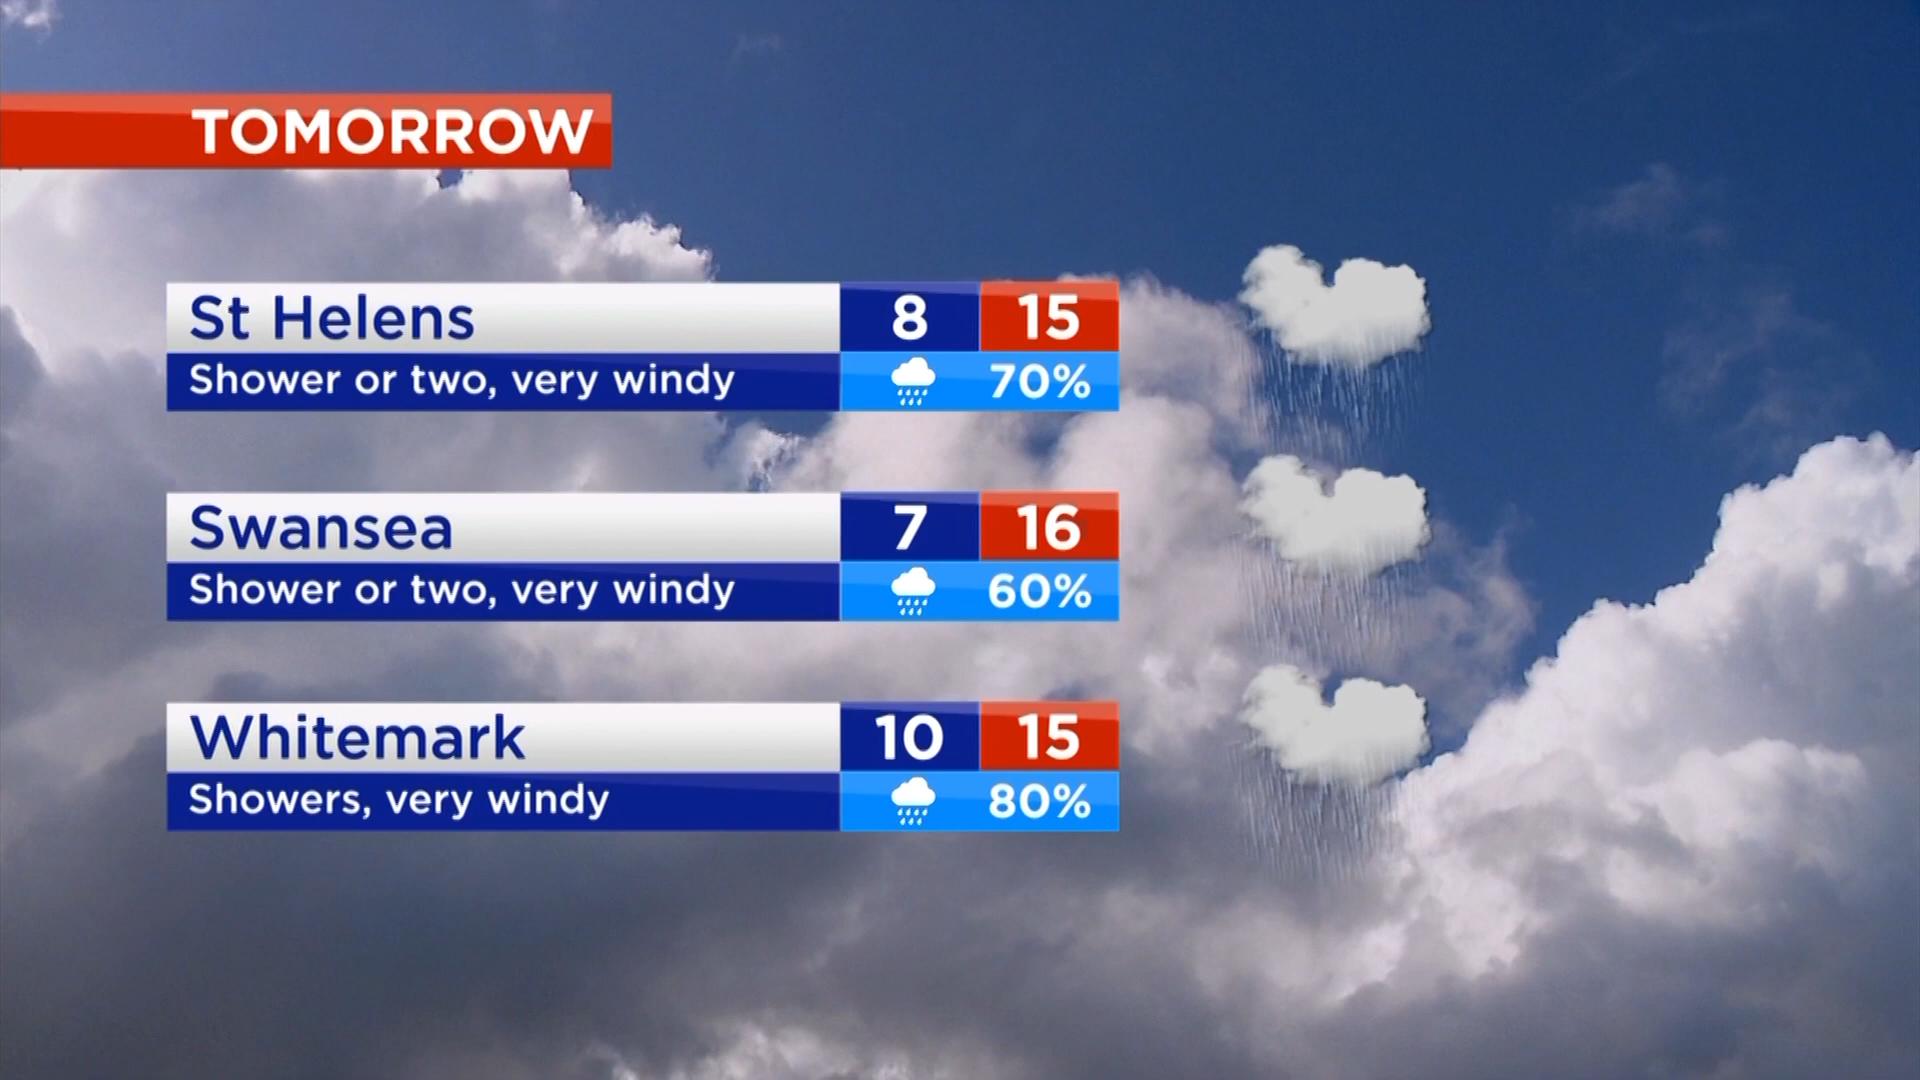 TOMORROW
St Helens 8 15
Shower or two, very windy 70%
Swansea 7 16
Shower or two, very windy 60%
Whitemark 10 15
Showers, very windy 80%